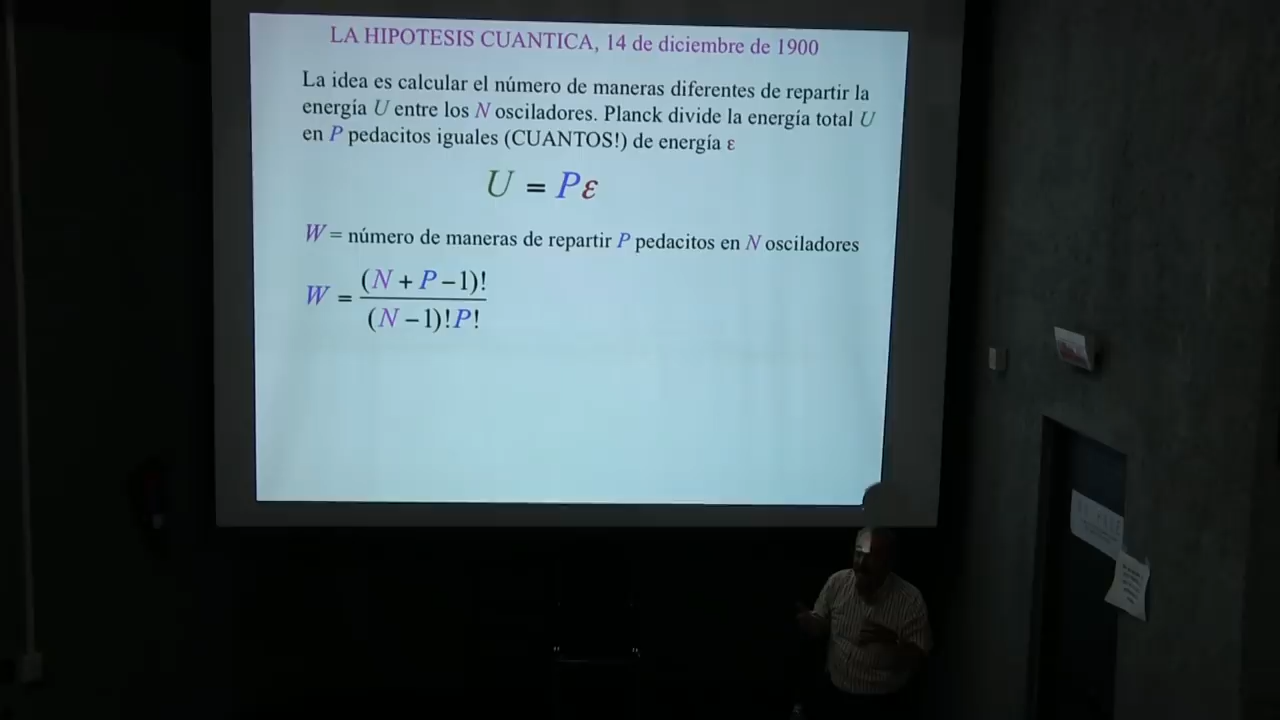 LA HIPOTESIS CUANTICA, 14 de diciembre de 1900
La idea es calcular el número de maneras diferentes de repartir la
energía U entre los N osciladores. Planck divide la energía total U
en P pedacitos iguales (CUANTOS!) de energía ε
U = Pε
W = número de maneras de repartir P pedacitos en N osciladores
W = (N + P – 1)! / (N – 1)! P!